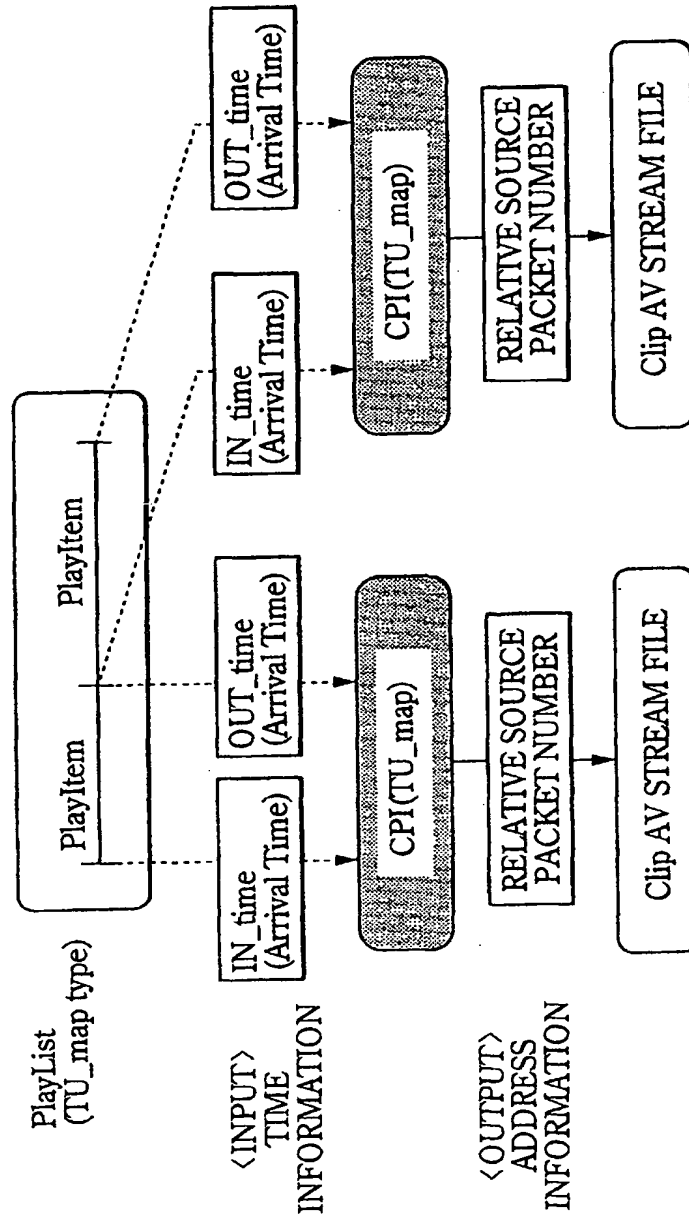 PlayList
(TU_map type)
PlayItem
PlayItem
<INPUT>
TIME
INFORMATION
IN_time
(Arrival Time)
OUT_time
(Arrival Time)
IN_time
(Arrival Time)
OUT_time
(Arrival Time)
CPI(TU_map)
CPI(TU_map)
<OUTPUT>
ADDRESS
INFORMATION
RELATIVE SOURCE
PACKET NUMBER
RELATIVE SOURCE
PACKET NUMBER
Clip AV STREAM FILE
Clip AV STREAM FILE